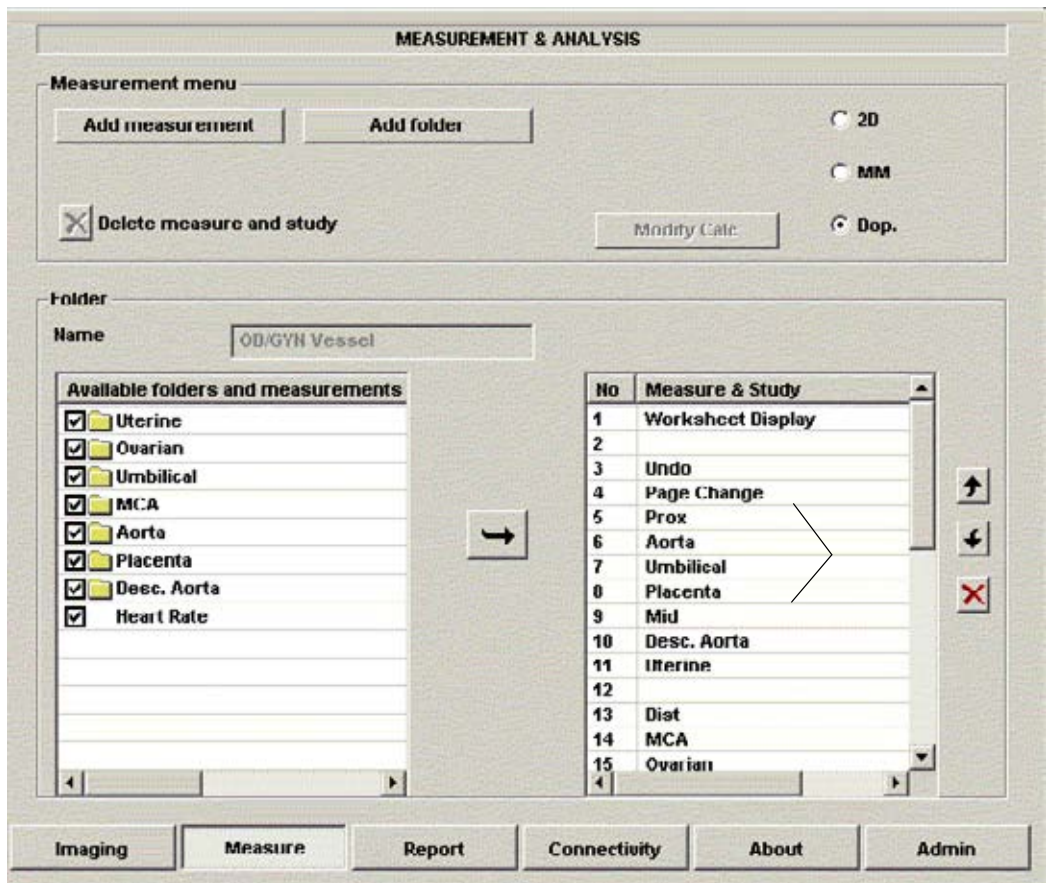 MEASUREMENT & ANALYSIS
Measurement menu
Add measurement Add folder 2D
MM
Delete measure and study Modify Calc Dop.
Folder
Name OB/GYN Vessel
Available folders and measurements
Uterine
Ovarian
Umbilical
MCA
Aorta
Placenta
Desc. Aorta
Heart Rate
No Measure & Study
1 Worksheet Display
2
3 Undo
4 Page Change
5 Prox
6 Aorta
7 Umbilical
8 Placenta
9 Mid
10 Desc. Aorta
11 Uterine
12
13 Dist
14 MCA
15 Ovarian
Imaging Measure Report Connectivity About Admin